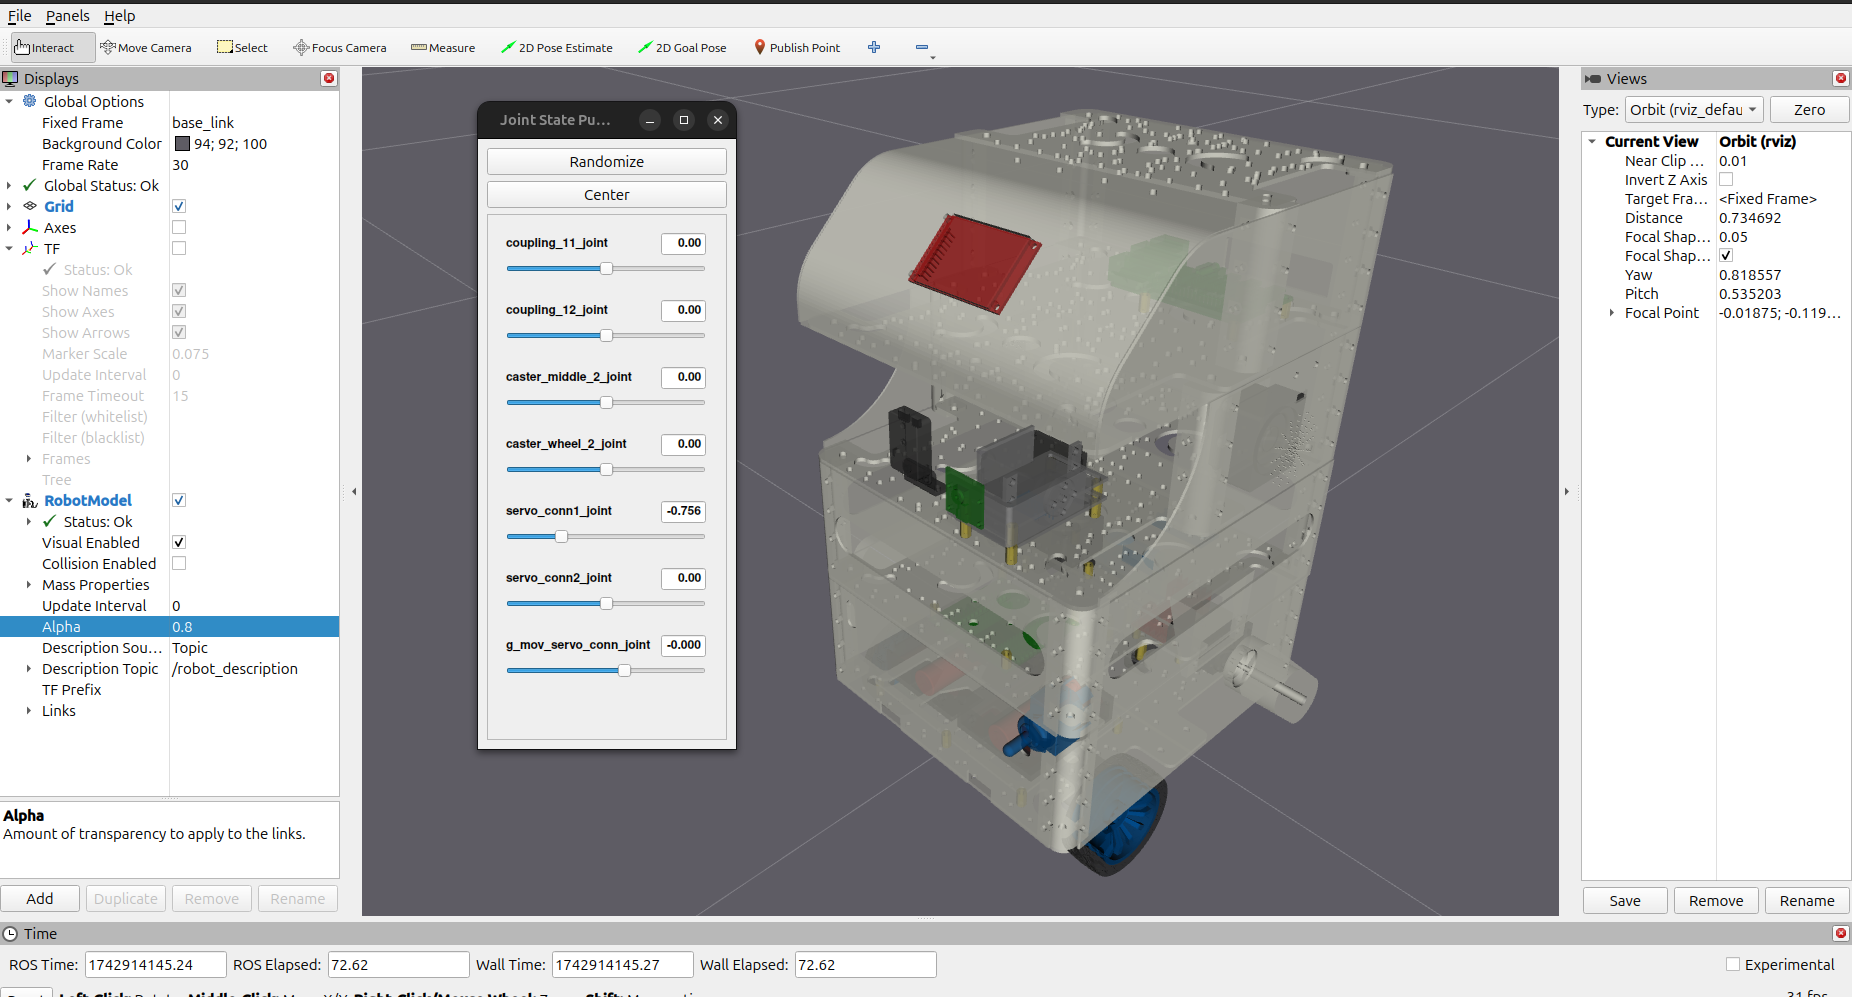 File Panels Help
Interact Move Camera Select Focus Camera Measure 2D Pose Estimate 2D Goal Pose Publish Point
Displays
Global Options
Fixed Frame base_link
Background Color 94; 92; 100
Frame Rate 30
Global Status: Ok
Grid
Axes
TF
Status: Ok
Show Names
Show Axes
Show Arrows
Marker Scale 0.075
Update Interval 0
Frame Timeout 15
Filter (whitelist)
Filter (blacklist)
Frames
Tree
RobotModel
Status: Ok
Visual Enabled
Collision Enabled
Mass Properties
Update Interval 0
Alpha 0.8
Description Sou... Topic
Description Topic /robot_description
TF Prefix
Links
Alpha
Amount of transparency to apply to the links.
Add Duplicate Remove Rename
Joint State Pu...
Randomize
Center
coupling_11_joint 0.00
coupling_12_joint 0.00
caster_middle_2_joint 0.00
caster_wheel_2_joint 0.00
servo_conn1_joint -0.756
servo_conn2_joint 0.00
g_mov_servo_conn_joint -0.000
Views
Type: Orbit (rviz_defau Zero
Current View Orbit (rviz)
Near Clip ... 0.01
Invert Z Axis
Target Fra... <Fixed Frame>
Distance 0.734692
Focal Shap... 0.05
Focal Shap...
Yaw 0.818557
Pitch 0.535203
Focal Point -0.01875; -0.119...
Save Remove Rename
Time
ROS Time: 1742914145.24 ROS Elapsed: 72.62 Wall Time: 1742914145.27 Wall Elapsed: 72.62 Experimental
31 fps